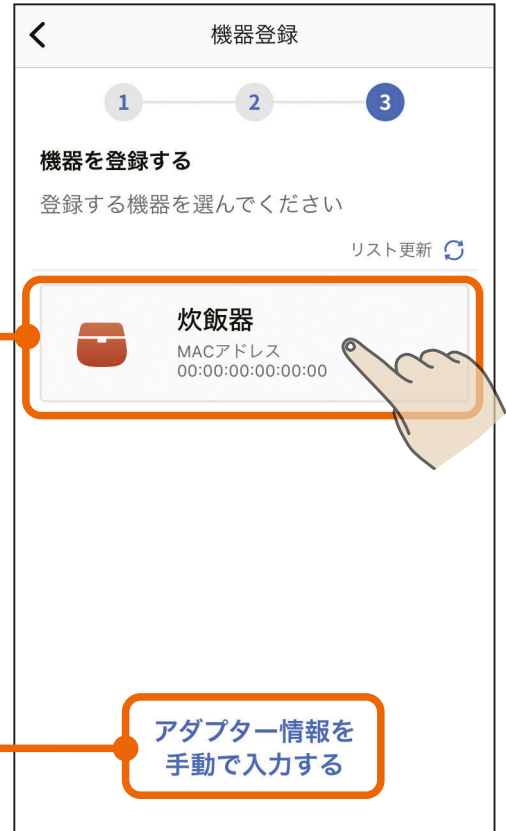 機器登録
1
2
3
機器を登録する
登録する機器を選んでください
リスト更新
炊飯器
MACアドレス
00:00:00:00:00:00
アダプター情報を
手動で入力する